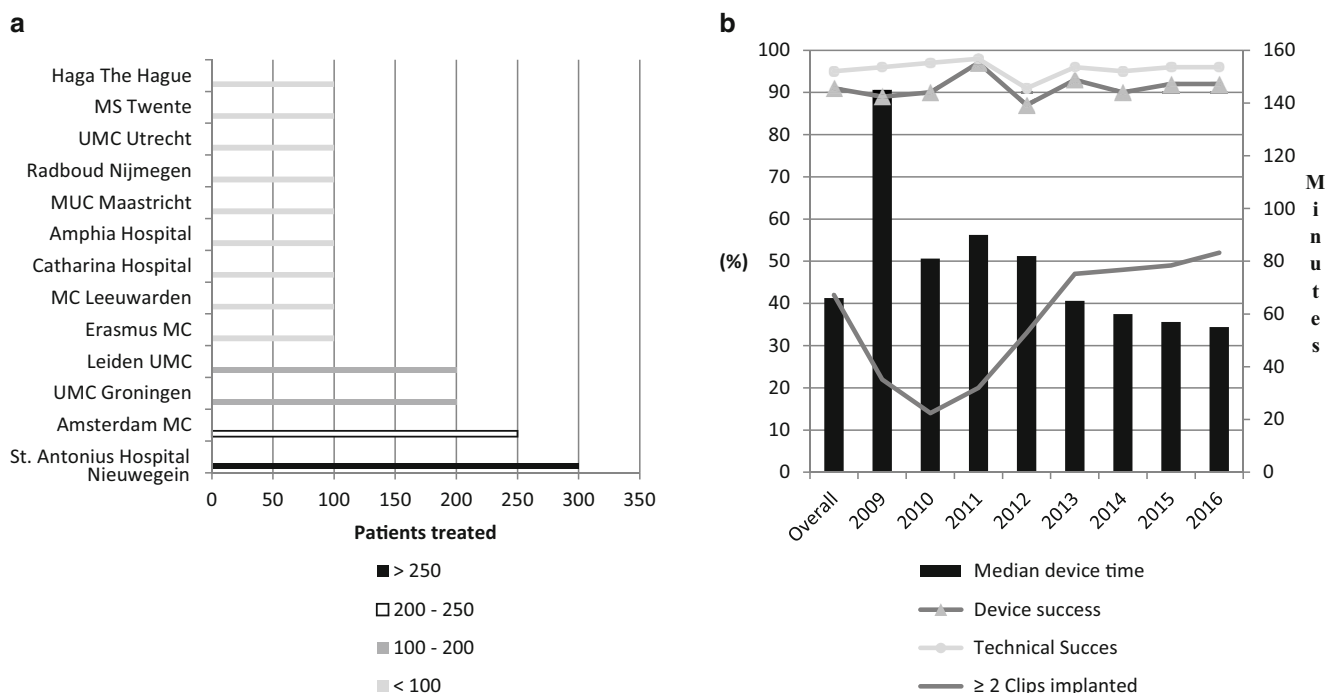 a
Haga The Hague
MS Twente
UMC Utrecht
Radboud Nijmegen
MUC Maastricht
Amphia Hospital
Catharina Hospital
MC Leeuwarden
Erasmus MC
Leiden UMC
UMC Groningen
Amsterdam MC
St. Antonius Hospital
Nieuwegein
0 50 100 150 200 250 300 350
Patients treated
> 250
200 - 250
100 - 200
< 100
b
100
90
80
70
60
50
40
30
20
10
0
(%)
160
140
120
100
80
60
40
20
0
Minutes
Overall 2009 2010 2011 2012 2013 2014 2015 2016
Median device time
Device success
Technical Succes
≥ 2 Clips implanted